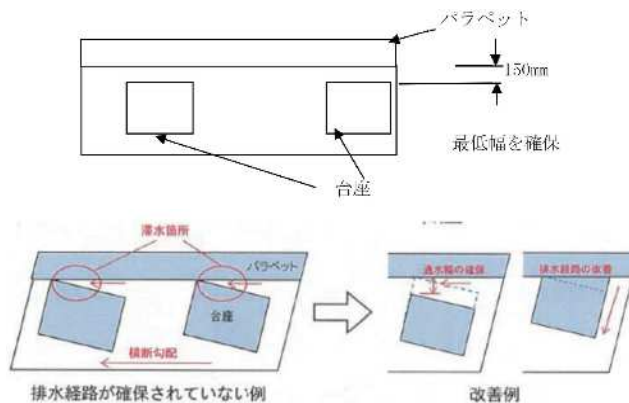 パラペット
150mm
最低幅を確保
台座
滞水箇所
パラペット
台座
横断勾配
通水幅の確保
排水経路の改善
排水経路が確保されていない例
改善例